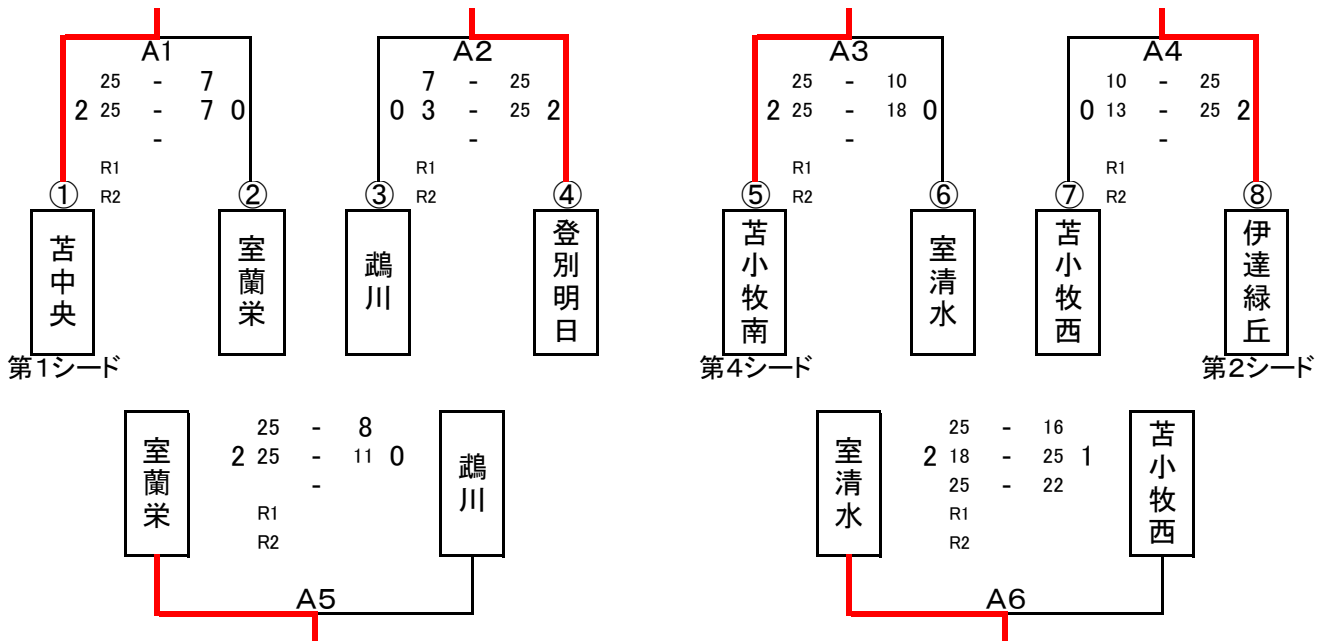 A1 A2 A3 A4
25 - 7 7 - 25 25 - 10 10 - 25
2 25 - 7 0 0 3 - 25 2 2 25 - 18 0 0 13 - 25 2
- - - -
R1 R1 R1 R1
① R2 ② ③ R2 ④ ⑤ R2 ⑥ ⑦ R2 ⑧
苫中央 室蘭栄 鵡川 登別明日 苫小牧南 室清水 苫小牧西 伊達緑丘
第1シード 第4シード 第2シード
室蘭栄 鵡川 室清水 苫小牧西
25 - 8 25 - 16
2 25 - 11 0 2 18 - 25 1
- 25 - 22
R1 R1
R2 R2
A5 A6